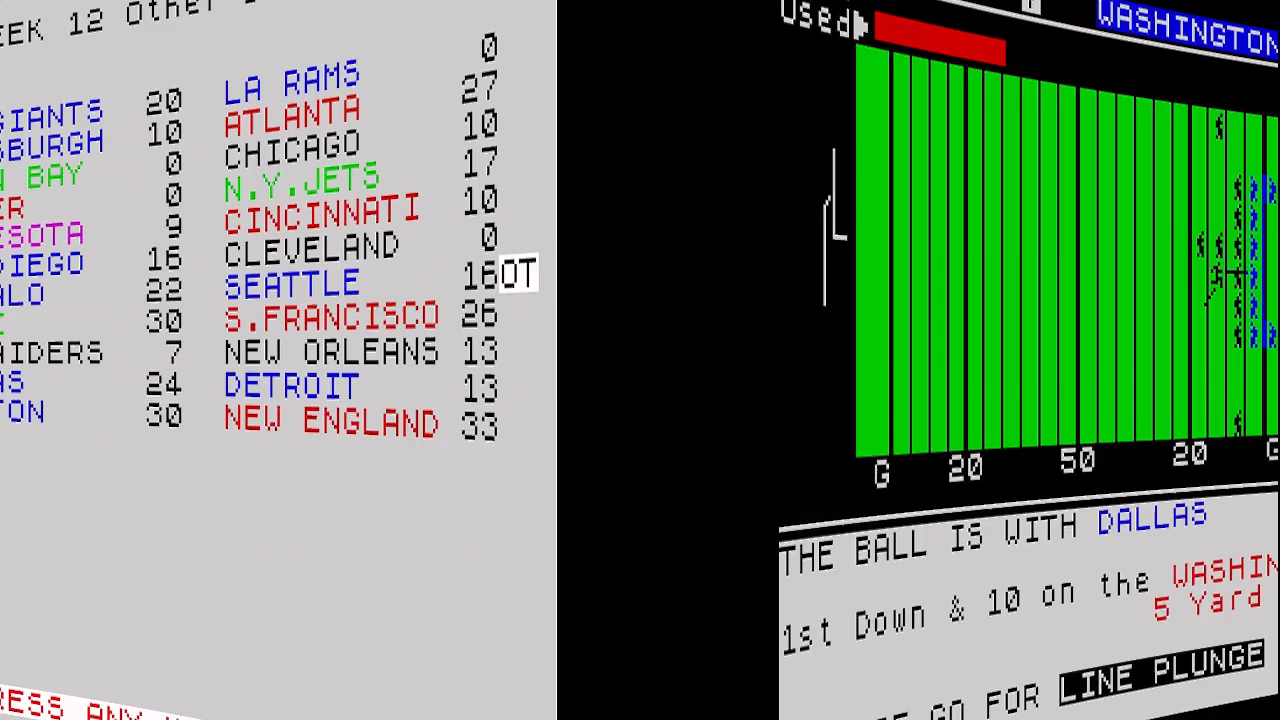 EEK 12 Other
0
GIANTS 20 LA RAMS 27
SBURGH 10 ATLANTA 10
N BAY 0 CHICAGO 17
ER 0 N.Y.JETS 10
ESOTA 9 CINCINNATI 0
DIEGO 16 CLEVELAND 16OT
ALO 22 SEATTLE 26
I 30 S.FRANCISCO 13
AIDERS 7 NEW ORLEANS 13
AS 24 DETROIT 33
TON 30 NEW ENGLAND
RESS ANY
WASHINGTON
Used
G 20 50 20 G
THE BALL IS WITH DALLAS
1st Down & 10 on the WASHIN
5 Yard
GO FOR LINE PLUNGE